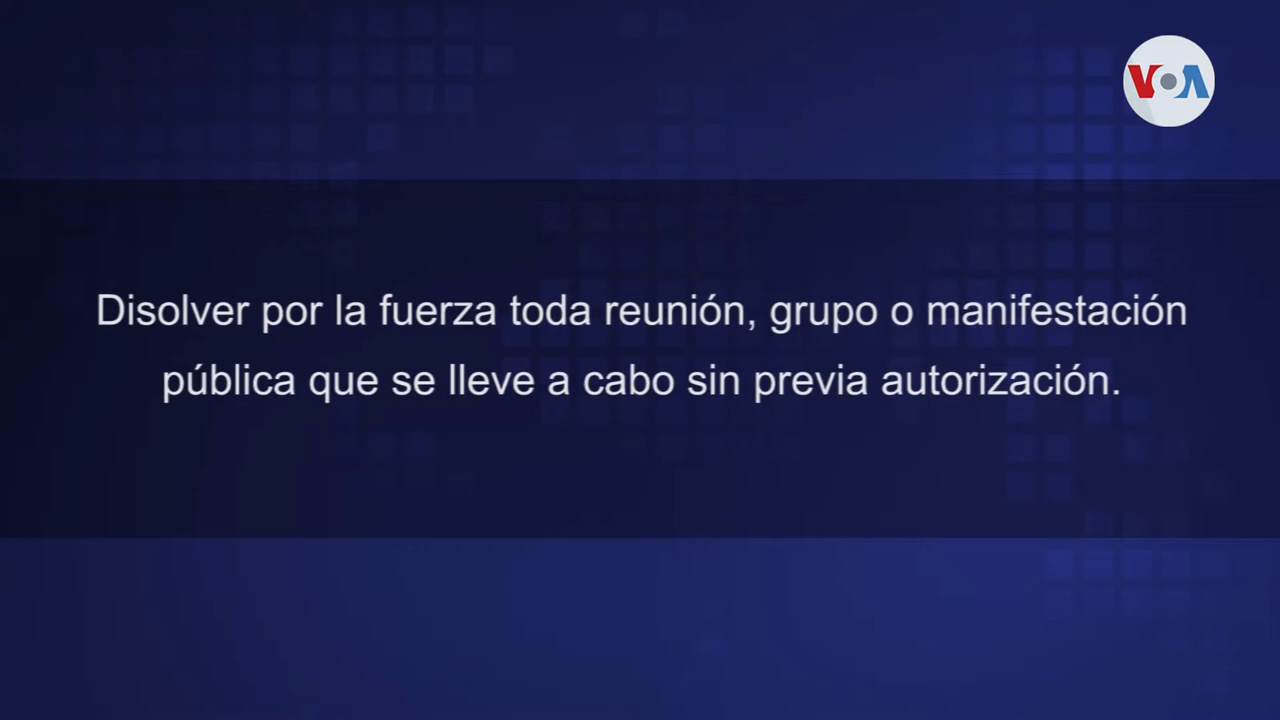 VOA
Disolver por la fuerza toda reunión, grupo o manifestación
pública que se lleve a cabo sin previa autorización.